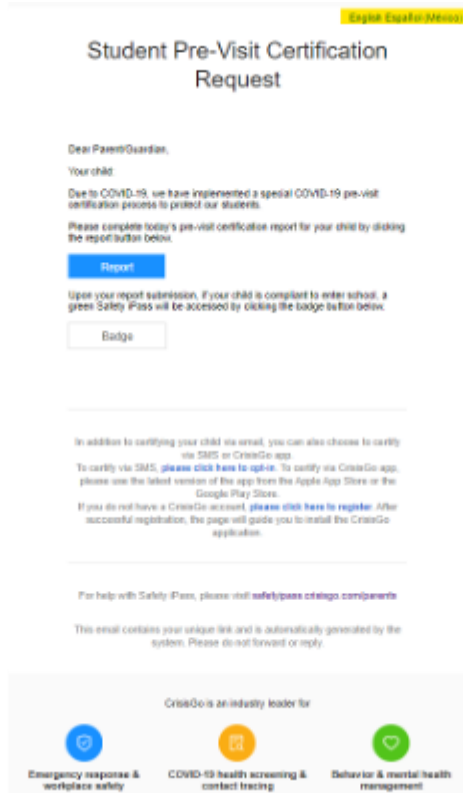 English Español (México)
Student Pre-Visit Certification
Request
Dear Parent/Guardian,
Your child:
Due to COVID-19, we have implemented a special COVID-19 pre-visit
certification process to protect our students.
Please complete today's pre-visit certification report for your child by clicking
the report button below.
Report
Upon your report submission, if your child is compliant to enter school, a
green Safety iPass will be accessed by clicking the badge button below.
Badge
In addition to certifying your child via email, you can also choose to certify
via SMS or CrisisGo app.
To certify via SMS, please click here to opt-in. To certify via CrisisGo app,
please use the latest version of the app from the Apple App Store or the
Google Play Store.
If you do not have a CrisisGo account, please click here to register. After
successful registration, the page will guide you to install the CrisisGo
application.
For help with Safety iPass, please visit safetyipass.crisisgo.com/parents
This email contains your unique link and is automatically generated by the
system. Please do not forward or reply.
CrisisGo is an industry leader for
Emergency response &
workplace safety
COVID-19 health screening &
contact tracing
Behavior & mental health
management